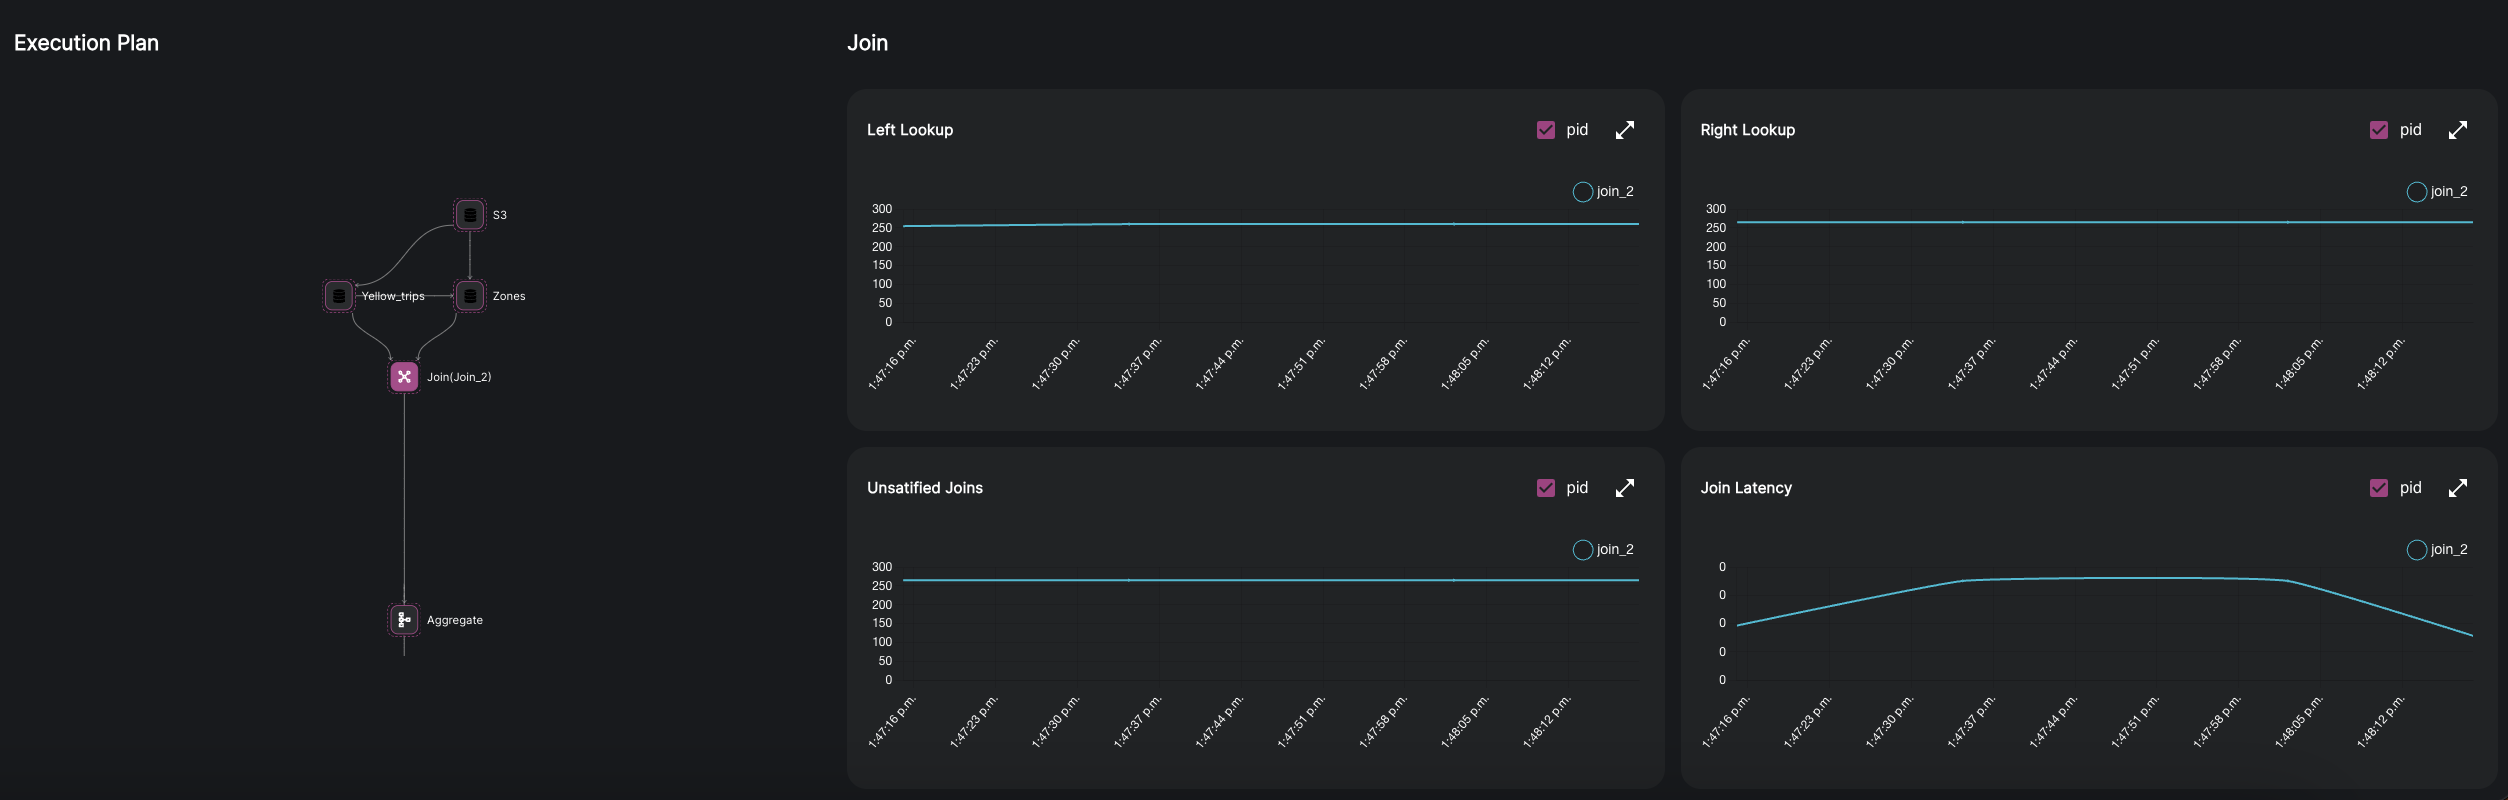 Execution Plan
S3
Yellow_trips
Zones
Join(Join_2)
Aggregate
Join
Left Lookup
pid
join_2
300
250
200
150
100
50
0
1:47:16 p.m.
1:47:23 p.m.
1:47:30 p.m.
1:47:37 p.m.
1:47:44 p.m.
1:47:51 p.m.
1:47:58 p.m.
1:48:05 p.m.
1:48:12 p.m.
Right Lookup
pid
join_2
300
250
200
150
100
50
0
1:47:16 p.m.
1:47:23 p.m.
1:47:30 p.m.
1:47:37 p.m.
1:47:44 p.m.
1:47:51 p.m.
1:47:58 p.m.
1:48:05 p.m.
1:48:12 p.m.
Unsatified Joins
pid
join_2
300
250
200
150
100
50
0
1:47:16 p.m.
1:47:23 p.m.
1:47:30 p.m.
1:47:37 p.m.
1:47:44 p.m.
1:47:51 p.m.
1:47:58 p.m.
1:48:05 p.m.
1:48:12 p.m.
Join Latency
pid
join_2
0
0
0
0
0
1:47:16 p.m.
1:47:23 p.m.
1:47:30 p.m.
1:47:37 p.m.
1:47:44 p.m.
1:47:51 p.m.
1:47:58 p.m.
1:48:05 p.m.
1:48:12 p.m.